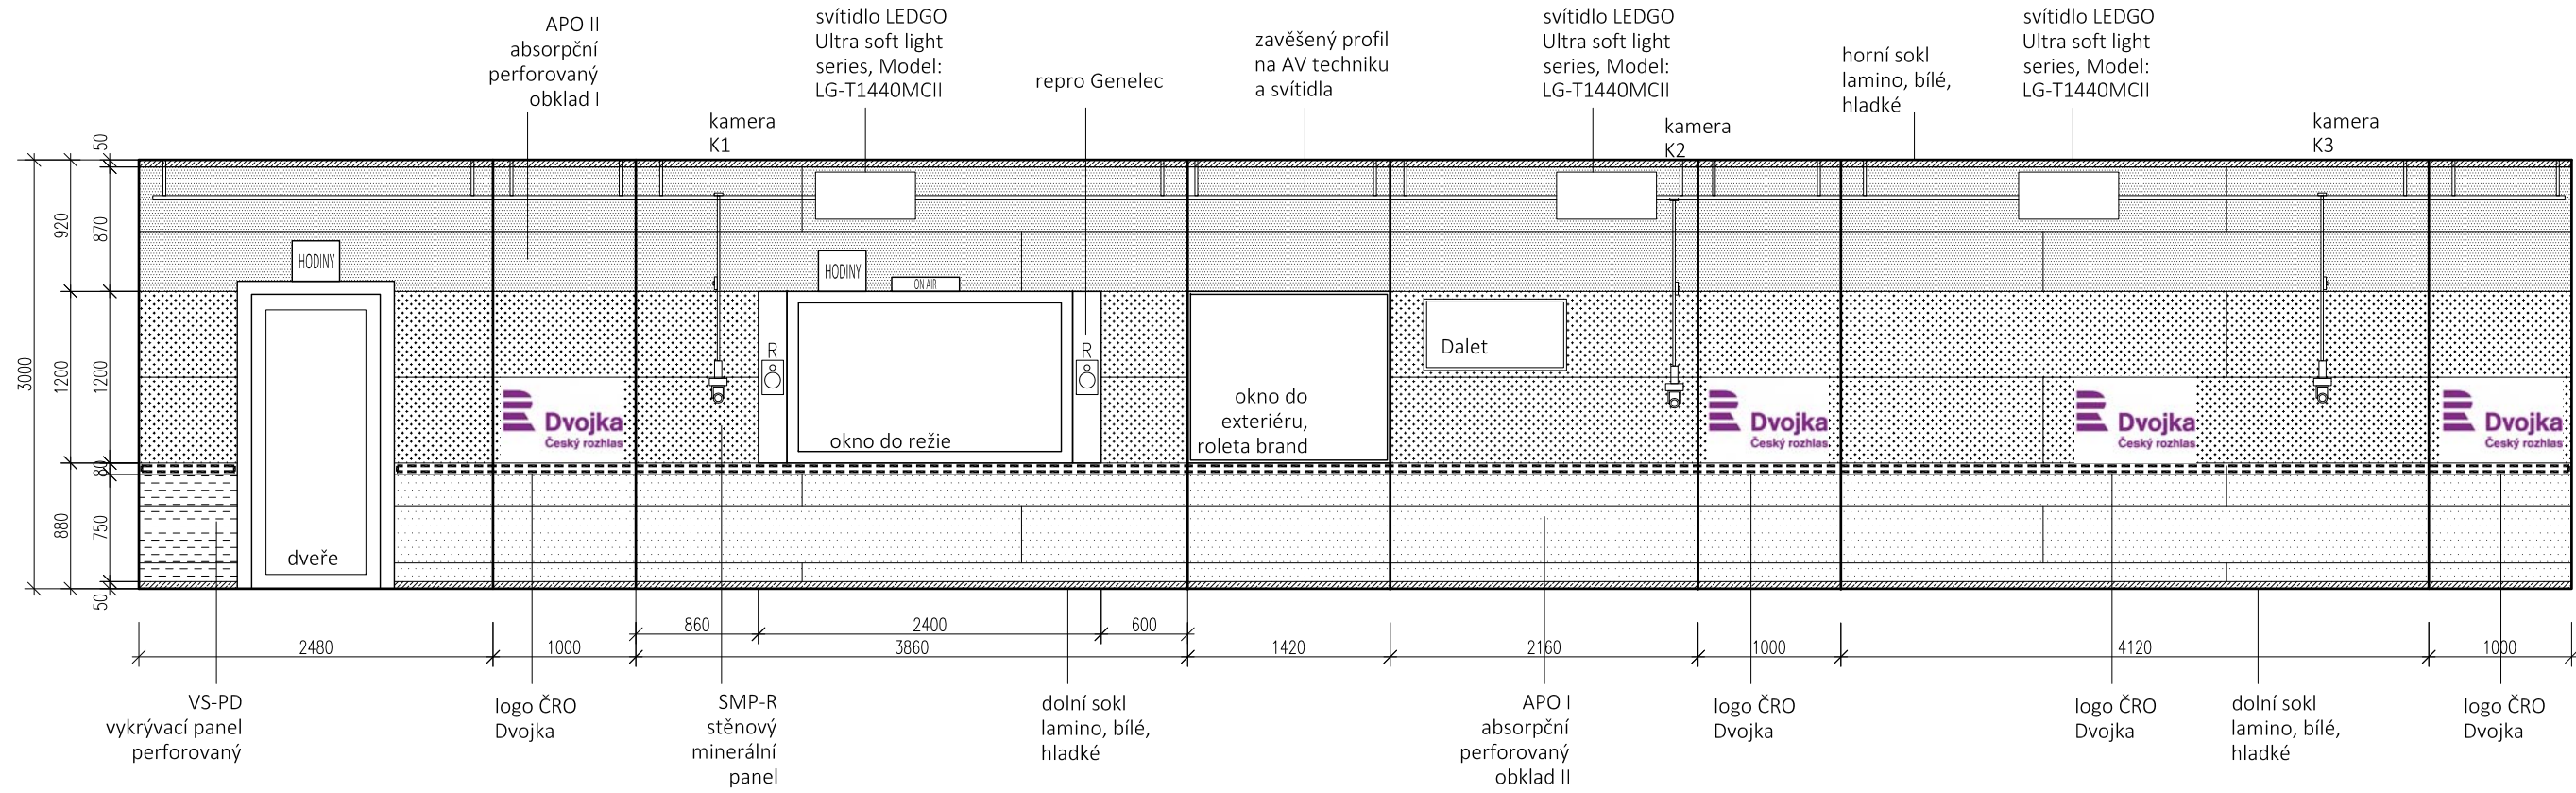 APO II
absorpční
perforovaný
obklad I
svítidlo LEDGO
Ultra soft light
series, Model:
LG-T1440MCII
repro Genelec
zavěšený profil
na AV techniku
a svítidla
svítidlo LEDGO
Ultra soft light
series, Model:
LG-T1440MCII
horní sokl
lamino, bílé,
hladké
svítidlo LEDGO
Ultra soft light
series, Model:
LG-T1440MCII
kamera
K1
kamera
K2
kamera
K3
50
920
870
3000
1200
1200
80
880
750
50
HODINY
HODINY
ON AIR
R
R
Dalet
dveře
okno do režie
okno do
exteriéru,
roleta brand
Dvojka
Český rozhlas
Dvojka
Český rozhlas
Dvojka
Český rozhlas
Dvojka
Český rozhlas
860
2400
600
2480
1000
3860
1420
2160
1000
4120
1000
VS-PD
vykrývací panel
perforovaný
logo ČRO
Dvojka
SMP-R
stěnový
minerální
panel
dolní sokl
lamino, bílé,
hladké
APO I
absorpční
perforovaný
obklad II
logo ČRO
Dvojka
logo ČRO
Dvojka
dolní sokl
lamino, bílé,
hladké
logo ČRO
Dvojka